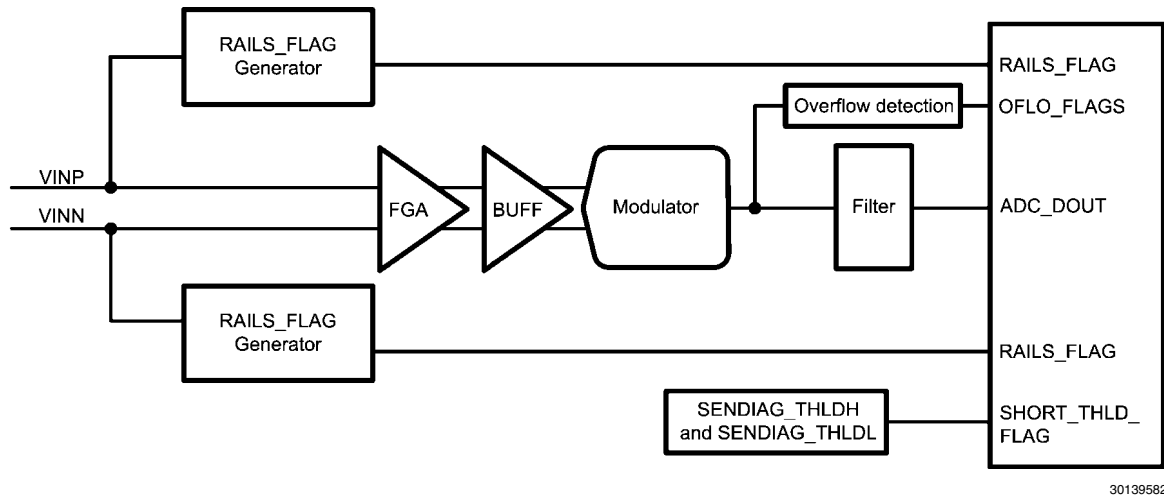 RAILS_FLAG
Generator
RAILS_FLAG
Overflow detection
OFLO_FLAGS
VINP
VINN
FGA
BUFF
Modulator
Filter
ADC_DOUT
RAILS_FLAG
Generator
RAILS_FLAG
SENDIAG_THLDH
and SENDIAG_THLDL
SHORT_THLD_
FLAG
30139582